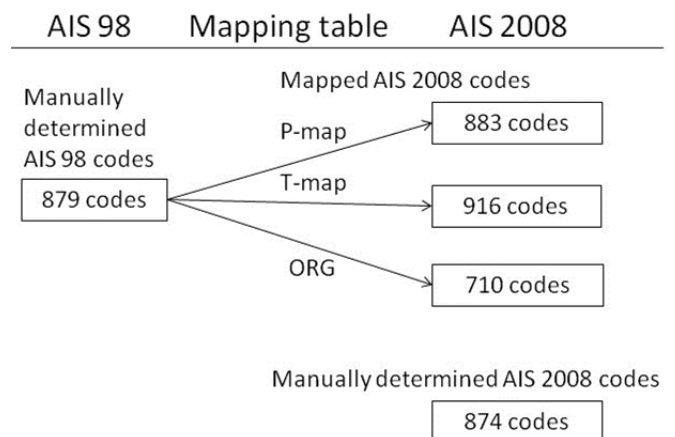 AIS 98 Mapping table AIS 2008
Mapped AIS 2008 codes
Manually
determined
AIS 98 codes
879 codes
P-map
883 codes
T-map
916 codes
ORG
710 codes
Manually determined AIS 2008 codes
874 codes